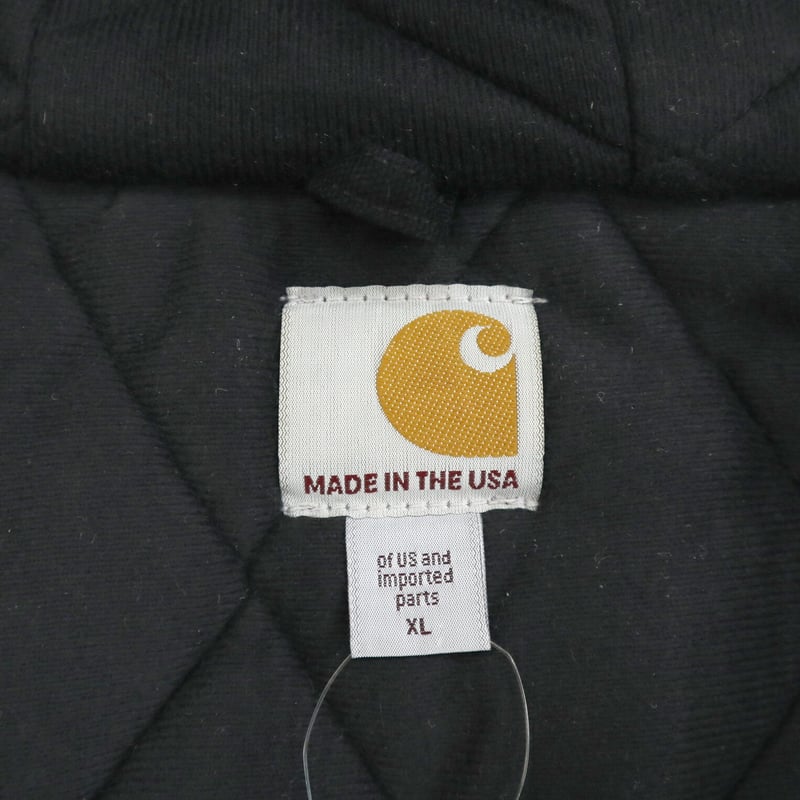 MADE IN THE USA
of US and
imported
parts
XL